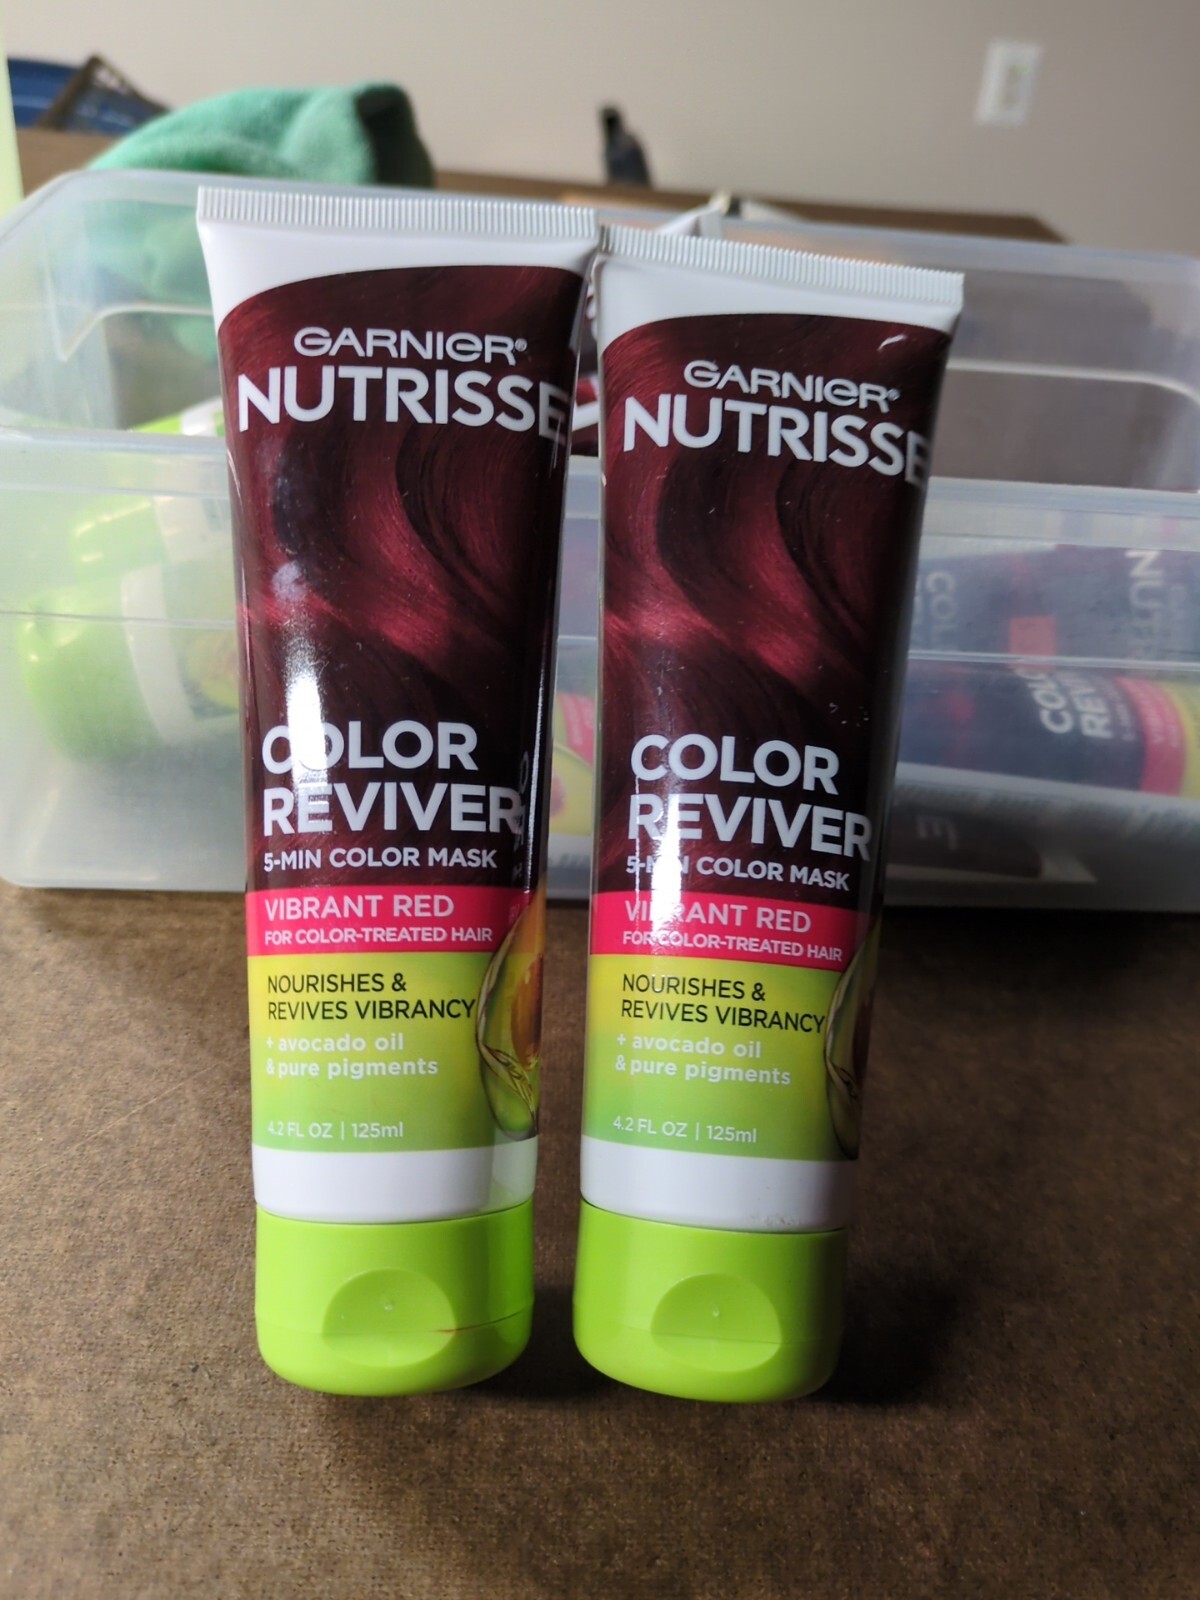 GARNIER®
NUTRISSE
COLOR
REVIVER
5-MIN COLOR MASK
VIBRANT RED
FOR COLOR-TREATED HAIR
NOURISHES &
REVIVES VIBRANCY
+ avocado oil
& pure pigments
4.2 FL OZ | 125ml
GARNIER®
NUTRISSE
COLOR
REVIVER
5-MIN COLOR MASK
VIBRANT RED
FOR COLOR-TREATED HAIR
NOURISHES &
REVIVES VIBRANCY
+ avocado oil
& pure pigments
4.2 FL OZ | 125ml